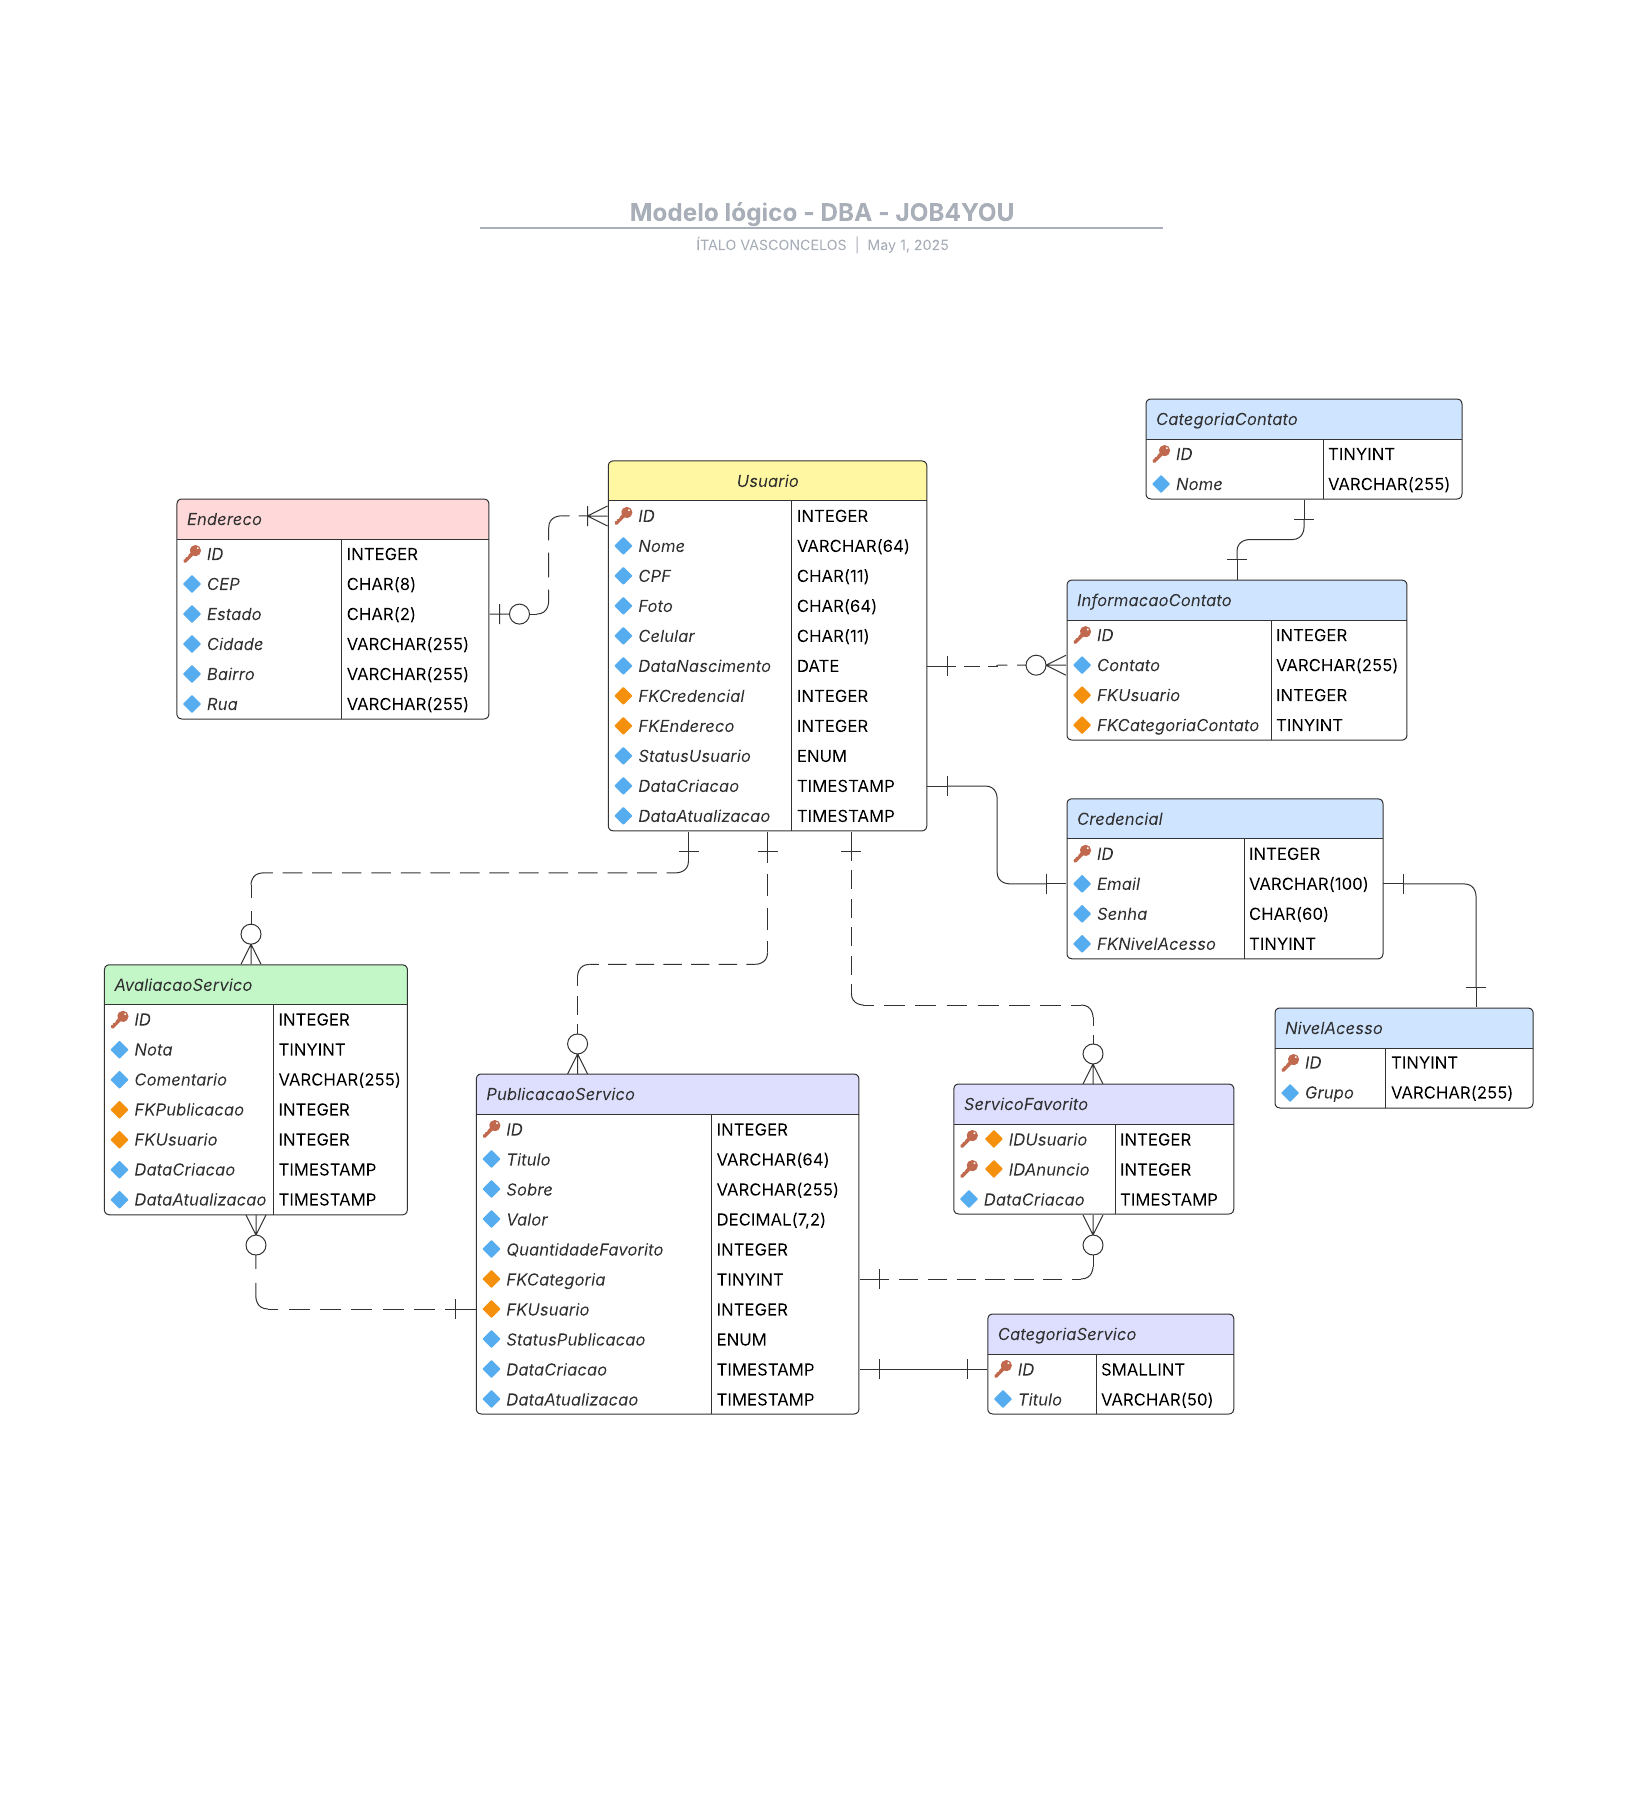 Modelo lógico - DBA - JOB4YOU
ÍTALO VASCONCELOS | May 1, 2025
CategoriaContato
ID TINYINT
Nome VARCHAR(255)
Usuario
ID INTEGER
Nome VARCHAR(64)
CPF CHAR(11)
Foto CHAR(64)
Celular CHAR(11)
DataNascimento DATE
FKCredencial INTEGER
FKEndereco INTEGER
StatusUsuario ENUM
DataCriacao TIMESTAMP
DataAtualizacao TIMESTAMP
Endereco
ID INTEGER
CEP CHAR(8)
Estado CHAR(2)
Cidade VARCHAR(255)
Bairro VARCHAR(255)
Rua VARCHAR(255)
InformacaoContato
ID INTEGER
Contato VARCHAR(255)
FKUsuario INTEGER
FKCategoriaContato TINYINT
Credencial
ID INTEGER
Email VARCHAR(100)
Senha CHAR(60)
FKNivelAcesso TINYINT
AvaliacaoServico
ID INTEGER
Nota TINYINT
Comentario VARCHAR(255)
FKPublicacao INTEGER
FKUsuario INTEGER
DataCriacao TIMESTAMP
DataAtualizacao TIMESTAMP
NivelAcesso
ID TINYINT
Grupo VARCHAR(255)
PublicacaoServico
ID INTEGER
Titulo VARCHAR(64)
Sobre VARCHAR(255)
Valor DECIMAL(7,2)
QuantidadeFavorito INTEGER
FKCategoria TINYINT
FKUsuario INTEGER
StatusPublicacao ENUM
DataCriacao TIMESTAMP
DataAtualizacao TIMESTAMP
ServicoFavorito
IDUsuario INTEGER
IDAnuncio INTEGER
DataCriacao TIMESTAMP
CategoriaServico
ID SMALLINT
Titulo VARCHAR(50)